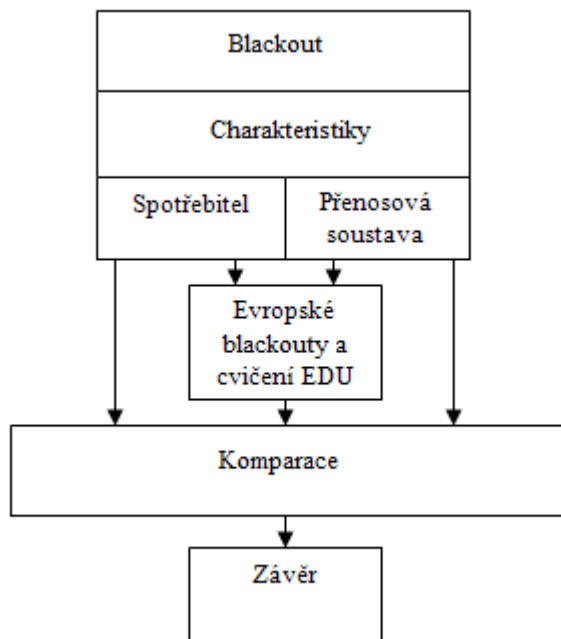 Blackout
Charakteristiky
Spotřebitel
Přenosová
soustava
Evropské
blackouty a
cvičení EDU
Komparace
Závěr